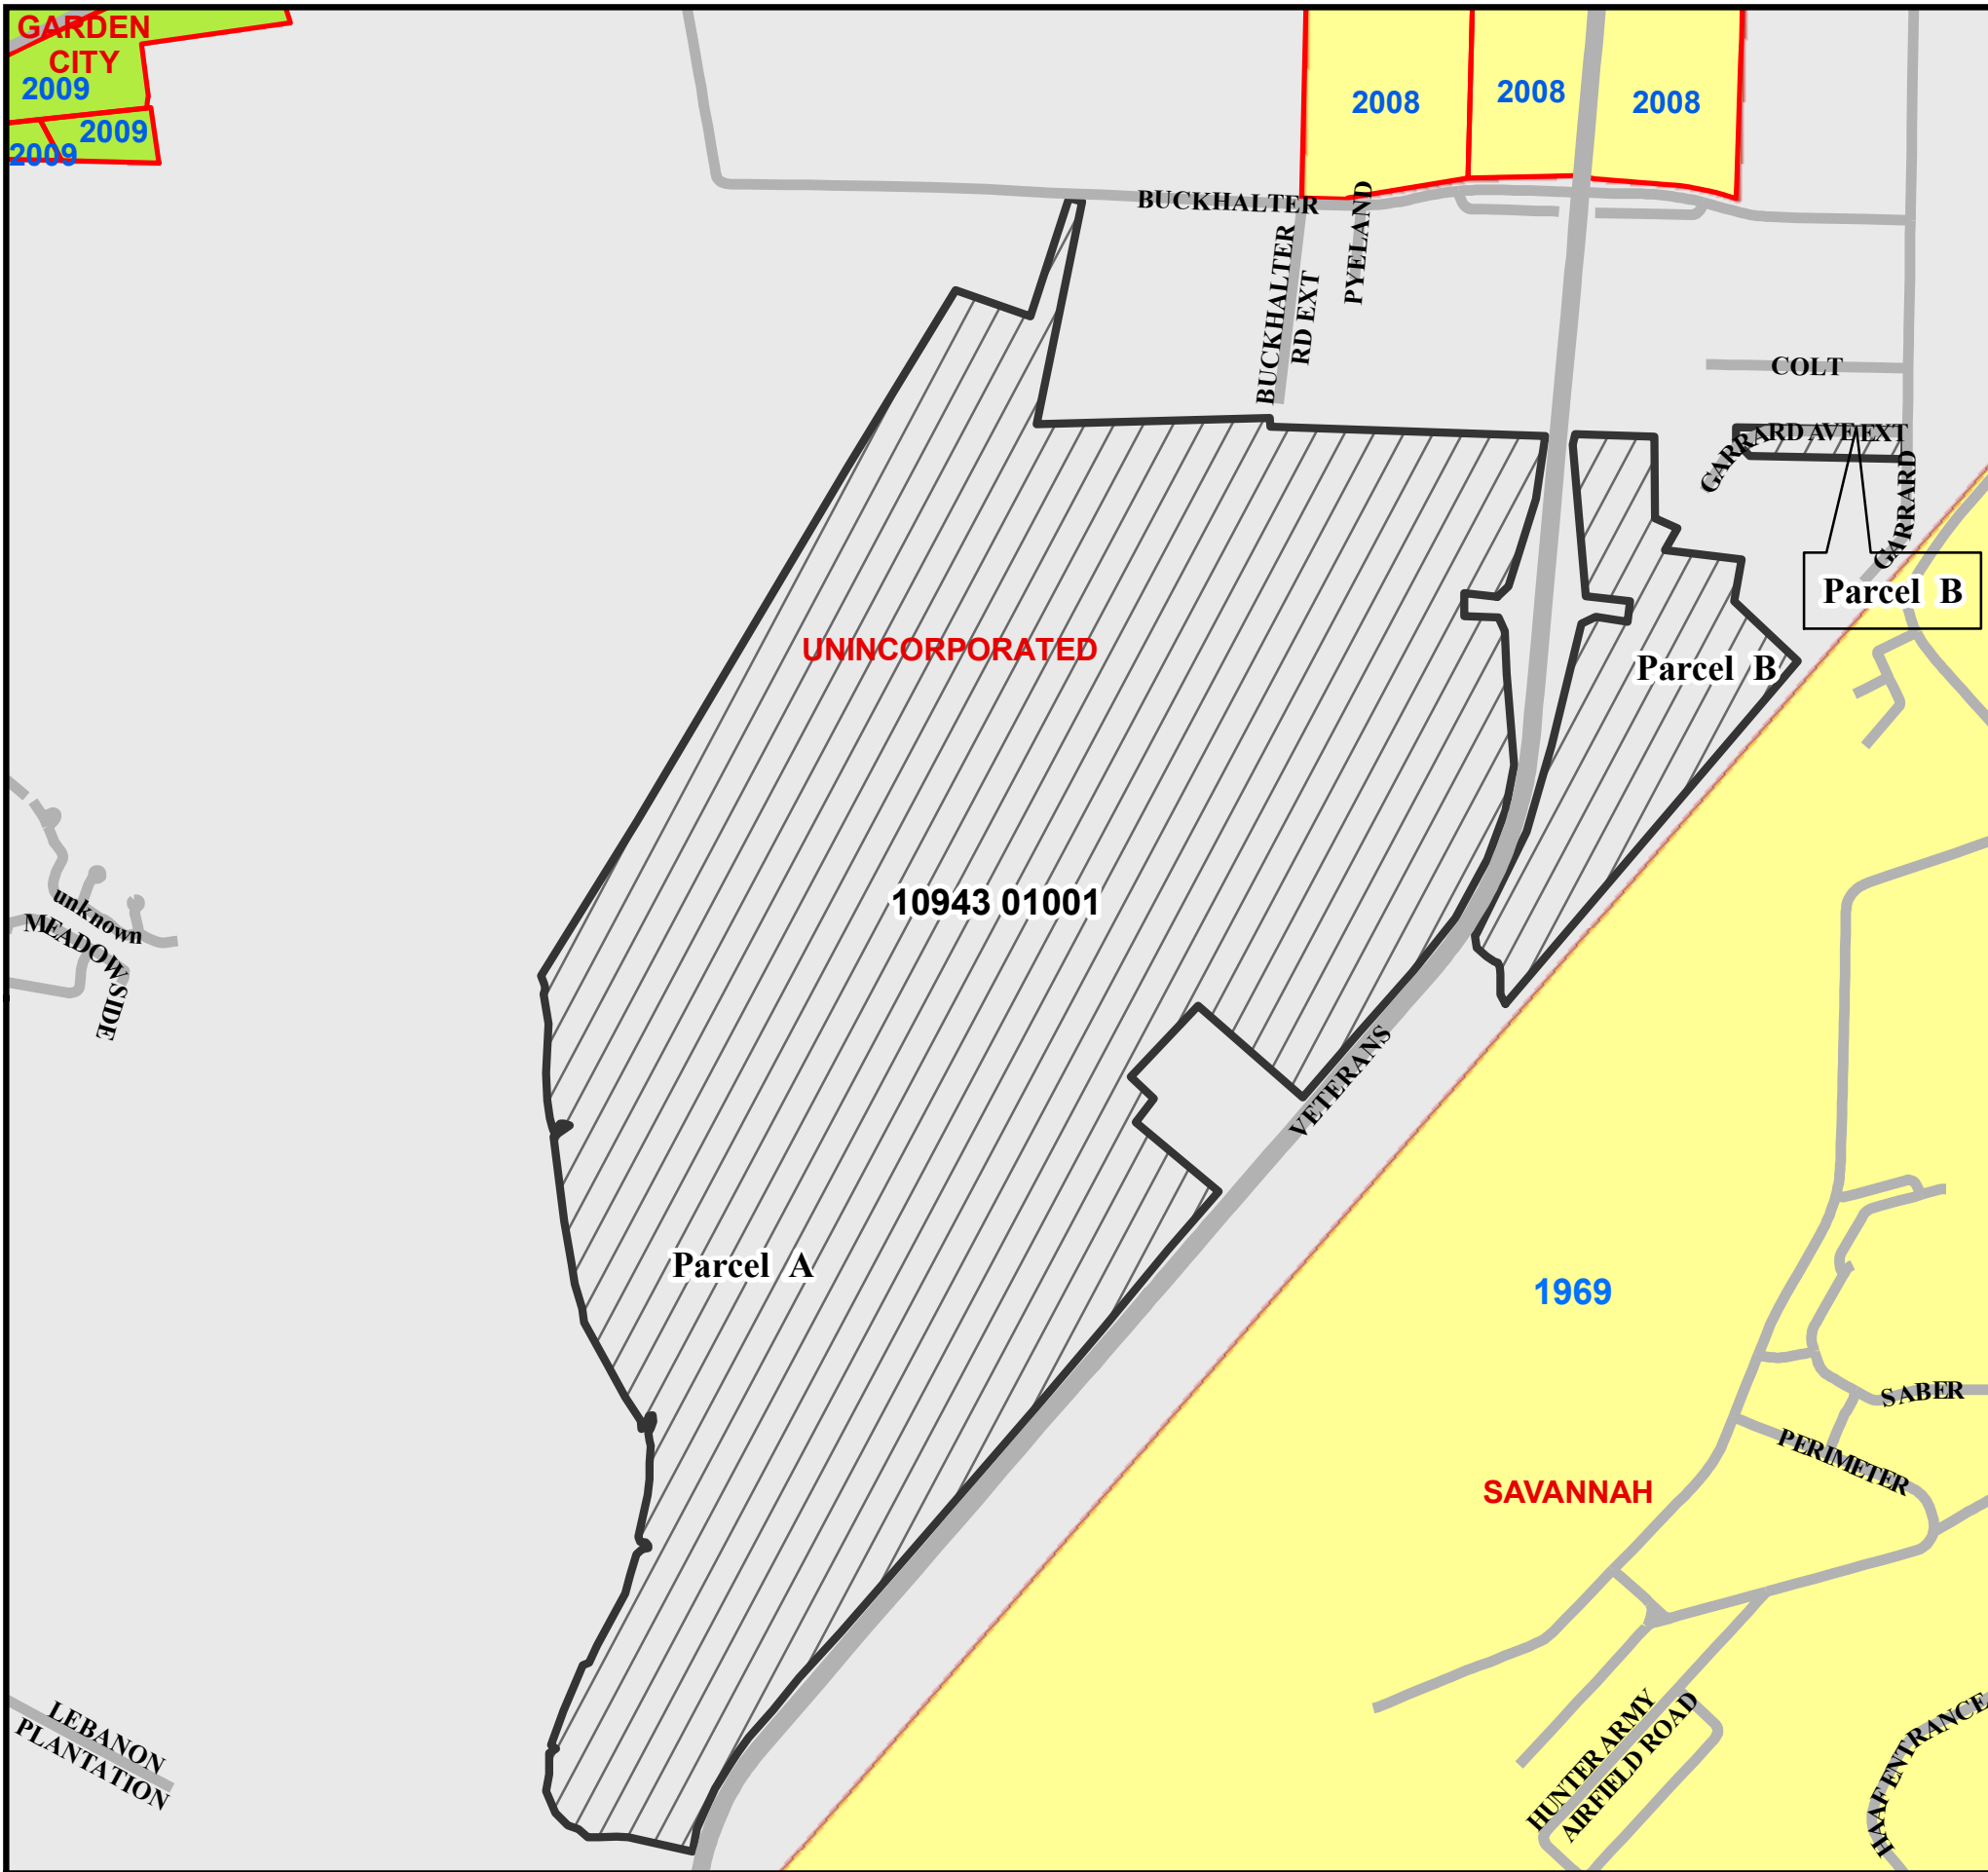 GARDEN
CITY
2009
2009
2009
2008
2008
2008
BUCKHALTER
PYELAND
BUCKHALTER
RD EXT
COLT
GARRARD AVE EXT
GARRARD
Parcel B
UNINCORPORATED
Parcel B
10943 01001
unknown
MEADOW SIDE
VETERANS
Parcel A
1969
SABER
PERIMETER
SAVANNAH
LEBANON
PLANTATION
HUNTER ARMY
AIRFIELD ROAD
HAAF ENTRANCE